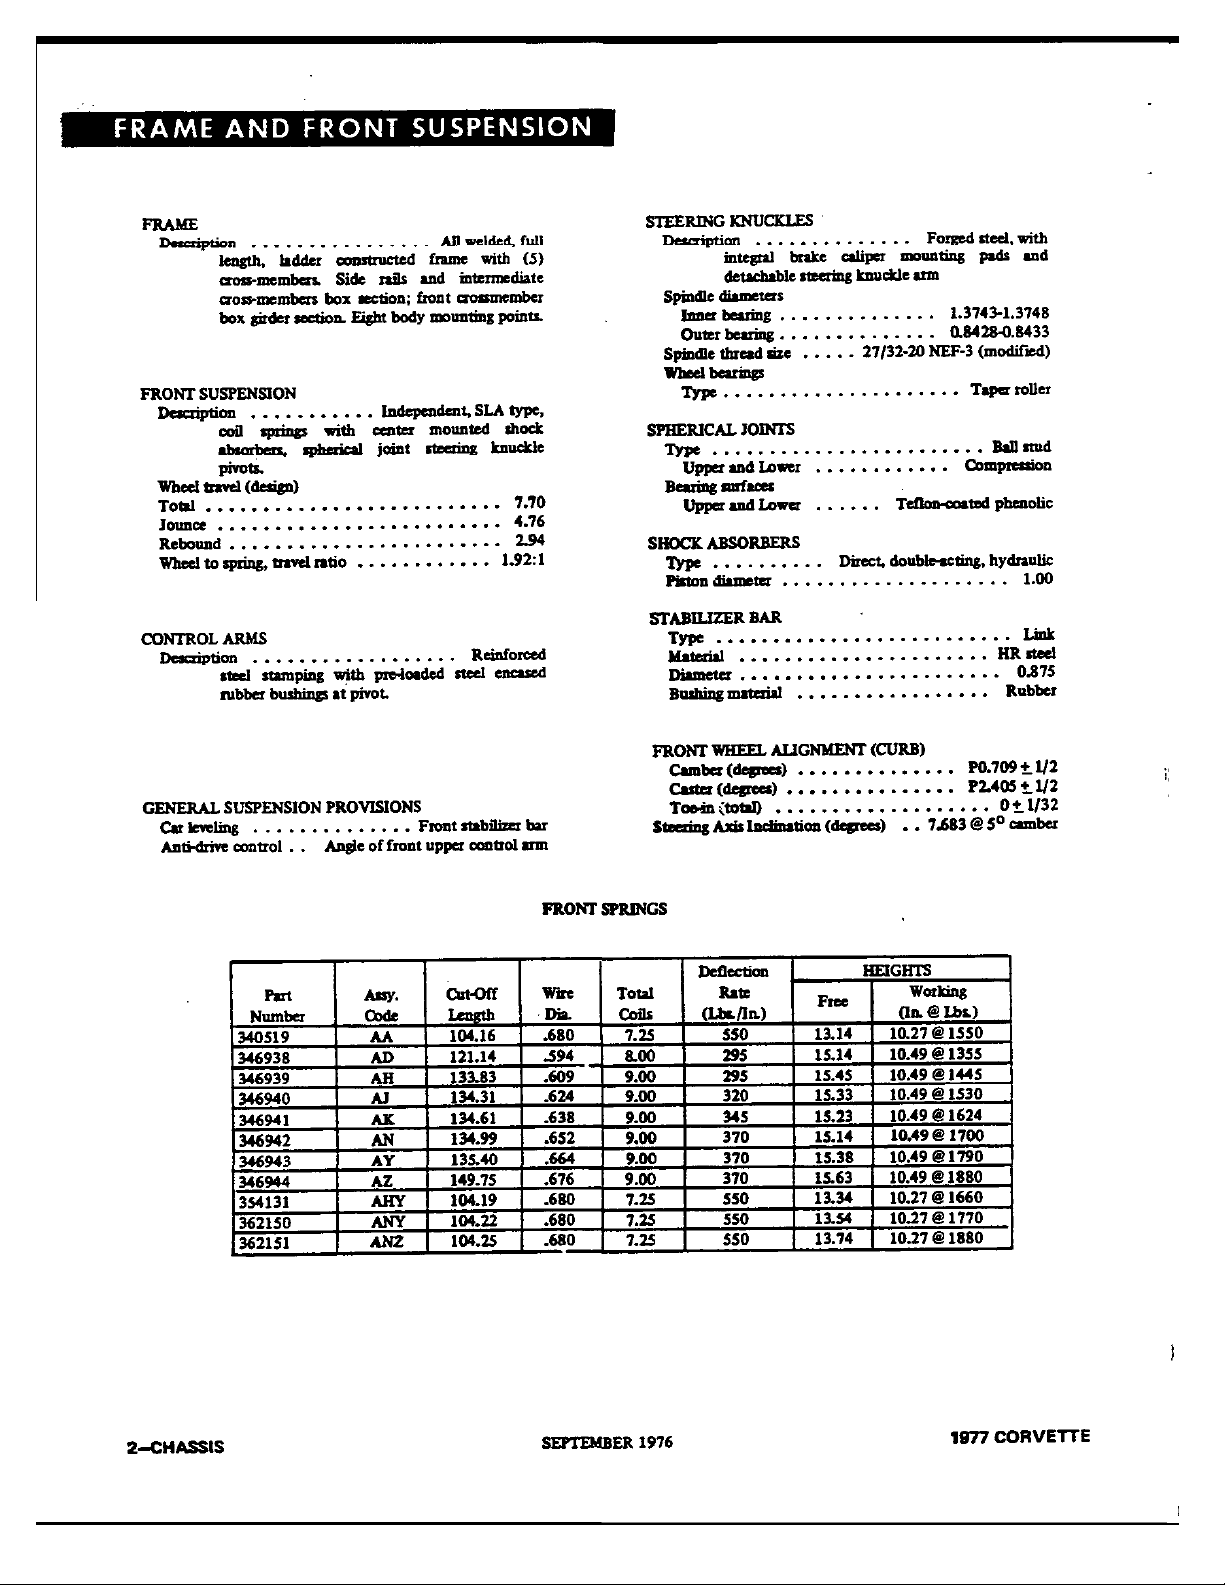 FRAME AND FRONT SUSPENSION
FRAME
Description . . . . . . . . . . . . . . . . All welded, full
length, ladder constructed frame with (5)
cross-members. Side rails and intermediate
cross-members box section; front crossmember
box girder section. Eight body mounting points.
FRONT SUSPENSION
Description . . . . . . . . . . . Independent, SLA type,
coil springs with center mounted shock
absorbers, spherical joint steering knuckle
pivots.
Wheel travel (design)
Total . . . . . . . . . . . . . . . . . . . . . . . . . . 7.70
Jounce . . . . . . . . . . . . . . . . . . . . . . . . . 4.76
Rebound . . . . . . . . . . . . . . . . . . . . . . . . 2.94
Wheel to spring, travel ratio . . . . . . . . . . . . 1.92:1
CONTROL ARMS
Description . . . . . . . . . . . . . . . . . . Reinforced
steel stamping with pre-loaded steel encased
rubber bushings at pivot.
GENERAL SUSPENSION PROVISIONS
Car leveling . . . . . . . . . . . . . . Front stabilizer bar
Anti-drive control . . Angle of front upper control arm
STEERING KNUCKLES
Description . . . . . . . . . . . . . . Forged steel, with
integral brake caliper mounting pads and
detachable steering knuckle arm
Spindle diameters
Inner bearing . . . . . . . . . . . . . . 1.3743-1.3748
Outer bearing . . . . . . . . . . . . . . 0.8428-0.8433
Spindle thread size . . . . . 27/32-20 NEF-3 (modified)
Wheel bearings
Type . . . . . . . . . . . . . . . . . . . . . Taper roller
SPHERICAL JOINTS
Type . . . . . . . . . . . . . . . . . . . . . . . . Ball stud
Upper and Lower . . . . . . . . . . . . Compression
Bearing surfaces
Upper and Lower . . . . . . Teflon-coated phenolic
SHOCK ABSORBERS
Type . . . . . . . . . . Direct, double-acting, hydraulic
Piston diameter . . . . . . . . . . . . . . . . . . . . 1.00
STABILIZER BAR
Type . . . . . . . . . . . . . . . . . . . . . . . . . . Link
Material . . . . . . . . . . . . . . . . . . . . . . HR steel
Diameter . . . . . . . . . . . . . . . . . . . . . . . 0.875
Bushing material . . . . . . . . . . . . . . . . . Rubber
FRONT WHEEL ALIGNMENT (CURB)
Camber (degrees) . . . . . . . . . . . . . . P0.709 ± 1/2
Caster (degrees) . . . . . . . . . . . . . . . P2.405 ± 1/2
Toe-in (total) . . . . . . . . . . . . . . . . . . . 0 ± 1/32
Steering Axis Inclination (degrees) . . 7.683 @ 5° camber
FRONT SPRINGS
Part Number Assy. Code Cut-Off Length Wire Dia. Total Coils Deflection Rate (Lbs./In.) HEIGHTS Free Working (In. @ Lbs.)
340519 AA 104.16 .680 7.25 550 13.14 10.27 @ 1550
346938 AD 121.14 .594 8.00 295 15.14 10.49 @ 1355
346939 AH 133.83 .609 9.00 295 15.45 10.49 @ 1445
346940 AJ 134.31 .624 9.00 320 15.33 10.49 @ 1530
346941 AK 134.61 .638 9.00 345 15.23 10.49 @ 1624
346942 AN 134.99 .652 9.00 370 15.14 10.49 @ 1700
346943 AY 135.40 .664 9.00 370 15.38 10.49 @ 1790
346944 AZ 149.75 .676 9.00 370 15.63 10.49 @ 1880
354131 AHY 104.19 .680 7.25 550 13.34 10.27 @ 1660
362150 ANY 104.22 .680 7.25 550 13.54 10.27 @ 1770
362151 ANZ 104.25 .680 7.25 550 13.74 10.27 @ 1880
2—CHASSIS
SEPTEMBER 1976
1977 CORVETTE